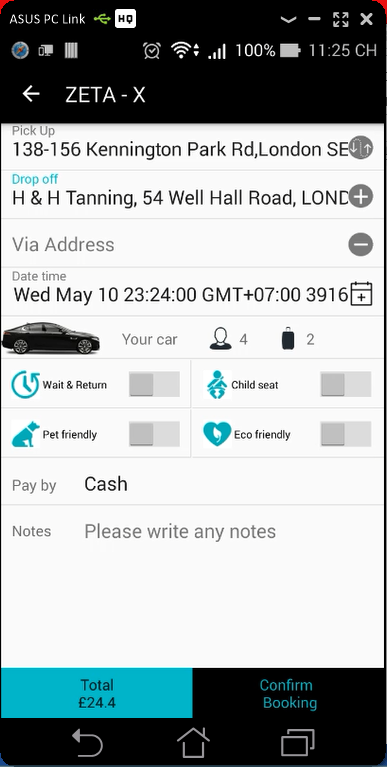 ASUS PC Link HQ
100% 11:25 CH
ZETA - X
Pick Up
138-156 Kennington Park Rd,London SE
Drop off
H & H Tanning, 54 Well Hall Road, LOND
Via Address
Date time
Wed May 10 23:24:00 GMT+07:00 3916
Your car 4 2
Wait & Return Child seat
Pet friendly Eco friendly
Pay by Cash
Notes Please write any notes
Total Confirm
£24.4 Booking